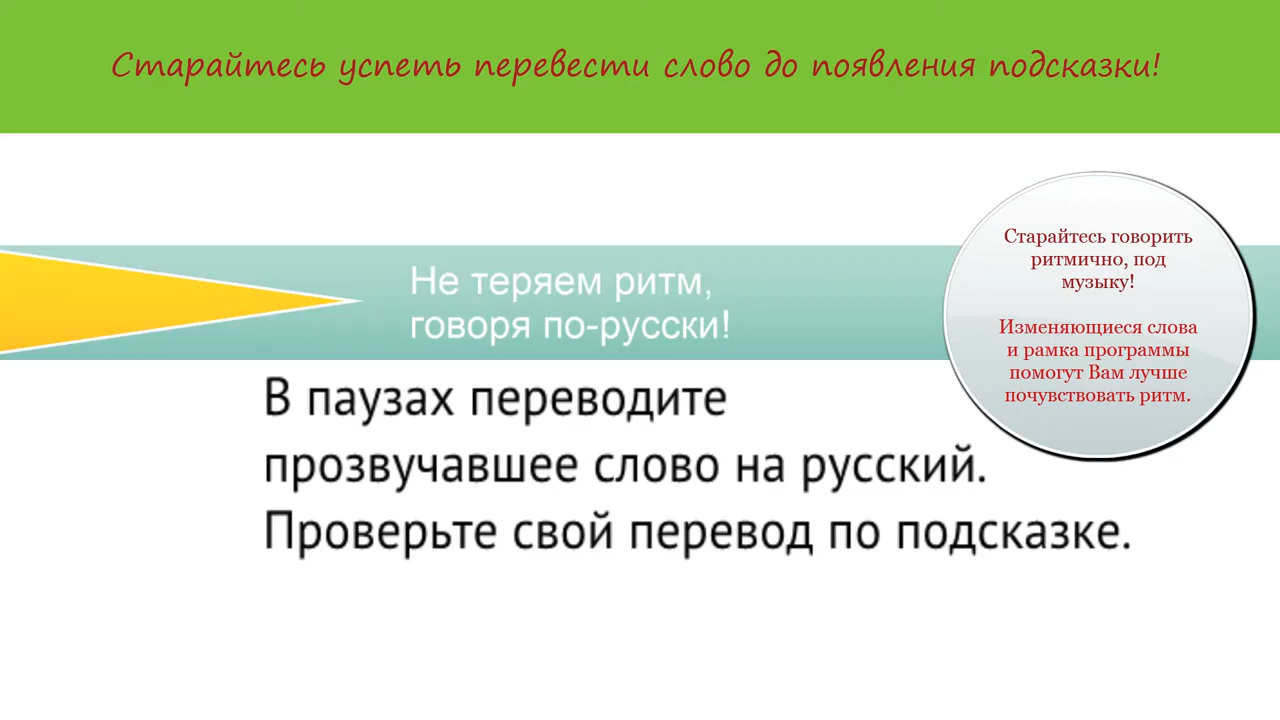 Старайтесь успеть перевести слово до появления подсказки!
Не теряем ритм,
говоря по-русски!
Старайтесь говорить
ритмично, под
музыку!
Изменяющиеся слова
и рамка программы
помогут Вам лучше
почувствовать ритм.
В паузах переводите
прозвучавшее слово на русский.
Проверьте свой перевод по подсказке.